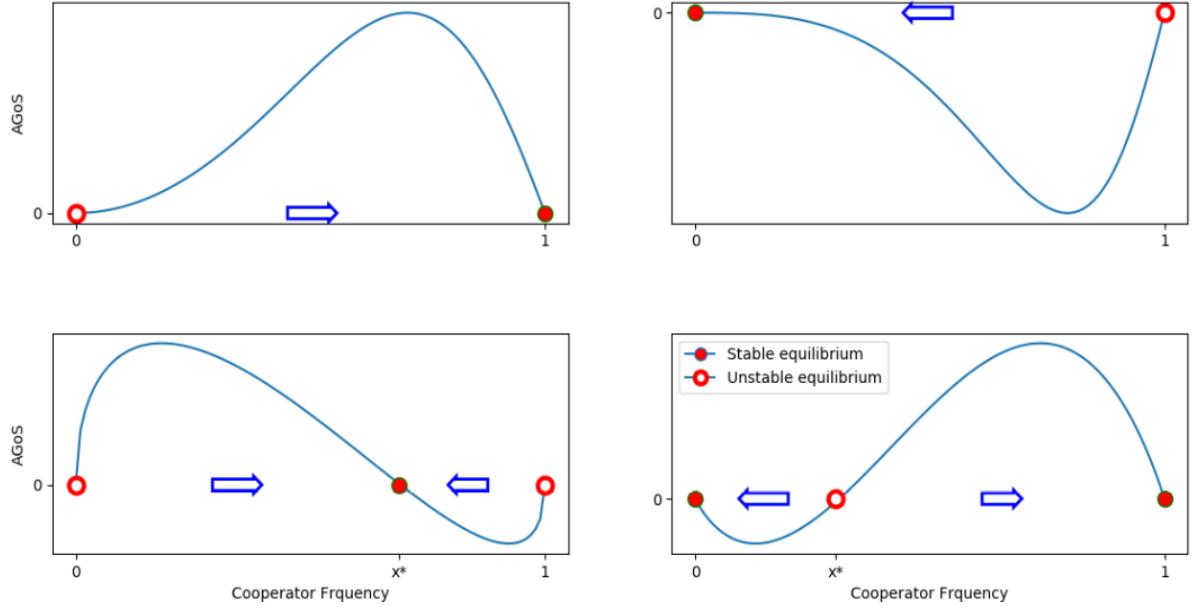 AGoS
0
0
1
0
0
1
AGoS
0
0
x*
1
Cooperator Frquency
Stable equilibrium
Unstable equilibrium
0
0
x*
1
Cooperator Frquency